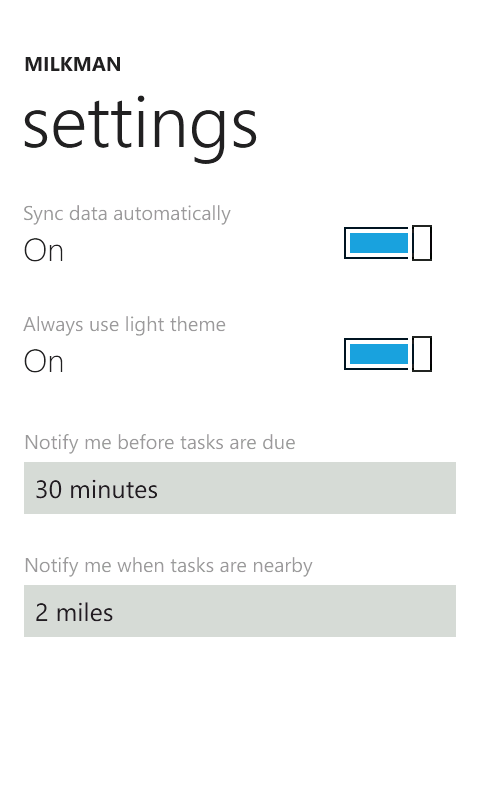 MILKMAN
settings
Sync data automatically
On
Always use light theme
On
Notify me before tasks are due
30 minutes
Notify me when tasks are nearby
2 miles